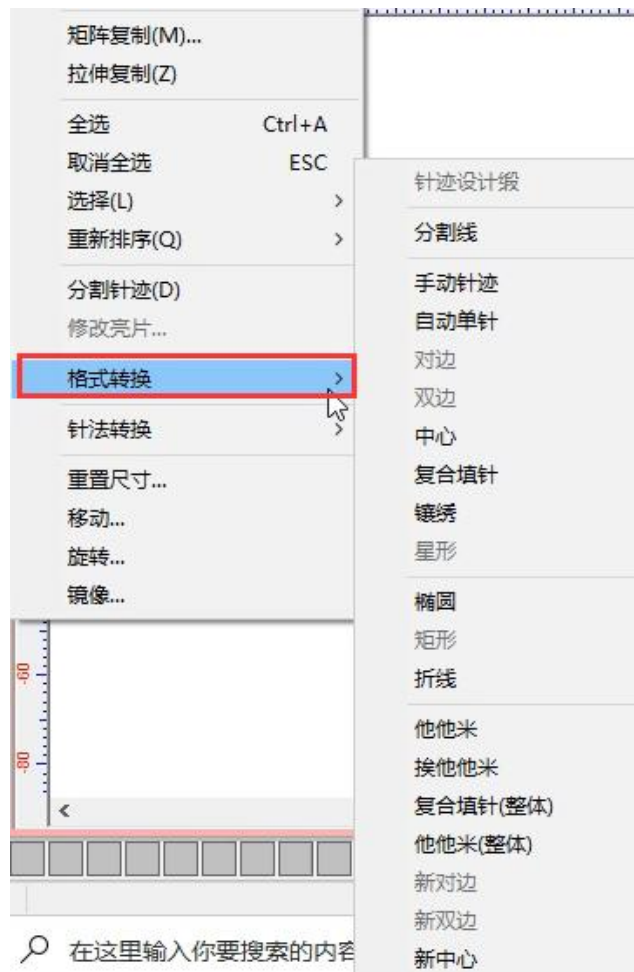 矩阵复制(M)...
拉伸复制(Z)
全选 Ctrl+A
取消全选 ESC
选择(L) >
重新排序(Q) >
分割针迹(D)
修改亮片...
格式转换 >
针法转换 >
重置尺寸...
移动...
旋转...
镜像...
针迹设计缎
分割线
手动针迹
自动单针
对边
双边
中心
复合填针
镶绣
星形
椭圆
矩形
折线
他他米
挨他他米
复合填针(整体)
他他米(整体)
新对边
新双边
新中心
-60
-80
在这里输入你要搜索的内容